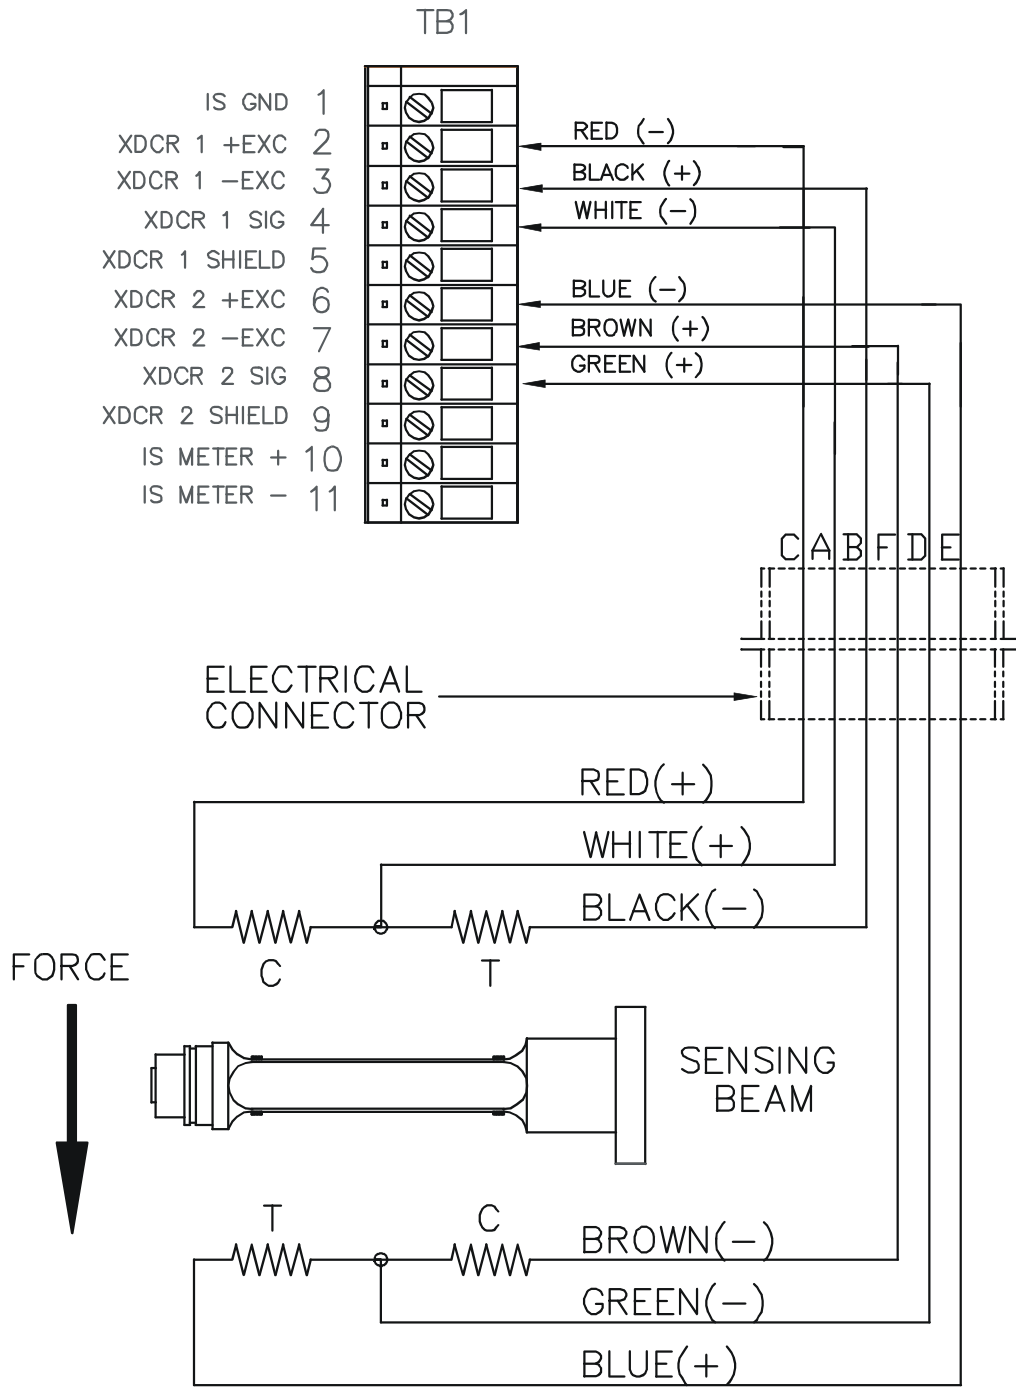 TB1
IS GND 1
XDCR 1 +EXC 2
RED (-)
XDCR 1 -EXC 3
BLACK (+)
XDCR 1 SIG 4
WHITE (-)
XDCR 1 SHIELD 5
XDCR 2 +EXC 6
BLUE (-)
XDCR 2 -EXC 7
BROWN (+)
XDCR 2 SIG 8
GREEN (+)
XDCR 2 SHIELD 9
IS METER + 10
IS METER - 11
C A B F D E
ELECTRICAL
CONNECTOR
RED(+)
WHITE(+)
BLACK(-)
C T
FORCE
SENSING
BEAM
T C
BROWN(-)
GREEN(-)
BLUE(+)